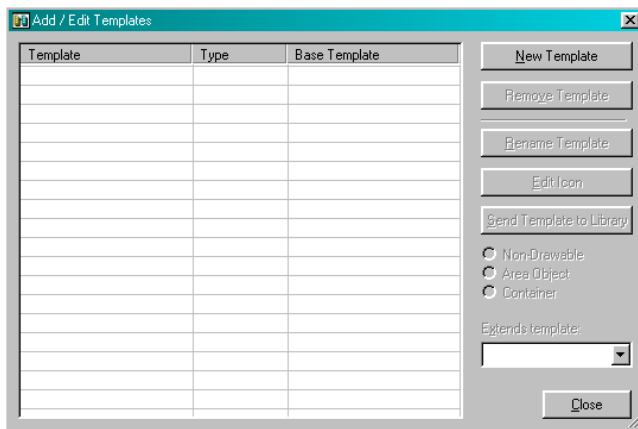 Add / Edit Templates
Template Type Base Template
New Template
Remove Template
Rename Template
Edit Icon
Send Template to Library
Non-Drawable
Area Object
Container
Extends template:
Close